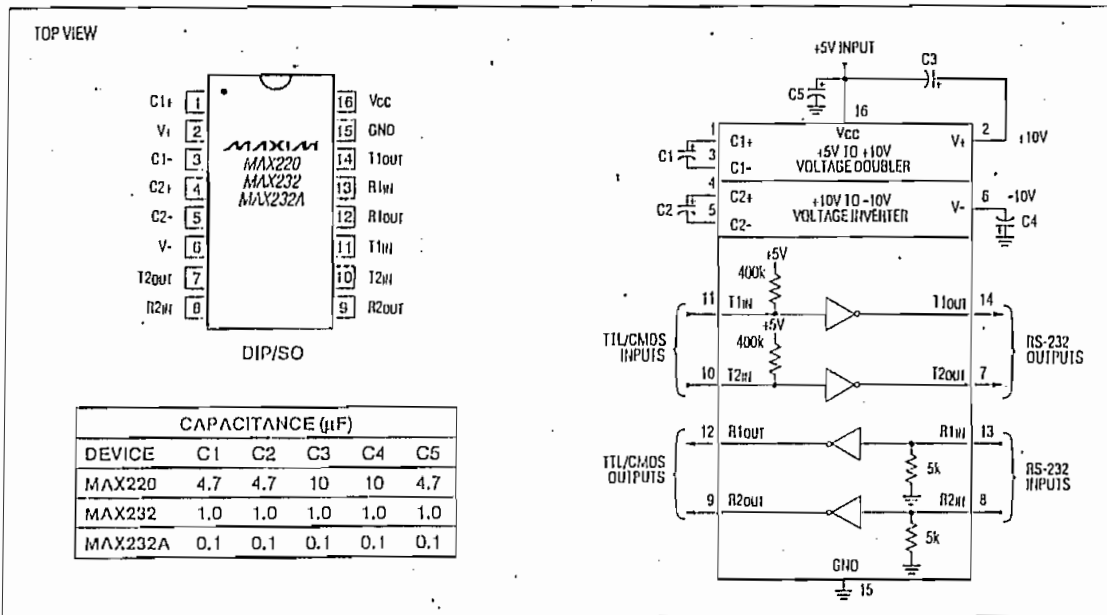 TOP VIEW
C1+ 1
V+ 2
C1- 3
C2+ 4
C2- 5
V- 6
T2OUT 7
R2IN 8
MAXIM
MAX220
MAX232
MAX232A
16 VCC
15 GND
14 T1OUT
13 R1IN
12 R1OUT
11 T1IN
10 T2IN
9 R2OUT
DIP/SO
CAPACITANCE (µF)
DEVICE C1 C2 C3 C4 C5
MAX220 4.7 4.7 10 10 4.7
MAX232 1.0 1.0 1.0 1.0 1.0
MAX232A 0.1 0.1 0.1 0.1 0.1
+5V INPUT
C3
C5
16
VCC
1 C1+
C1
3 C1-
+5V TO +10V
VOLTAGE DOUBLER
V+ 2 +10V
4 C2+
C2
5 C2-
+10V TO -10V
VOLTAGE INVERTER
V- 6 -10V
C4
+5V
400k
11 T1IN
T1OUT 14
+5V
400k
TTL/CMOS
INPUTS
RS-232
OUTPUTS
10 T2IN
T2OUT 7
12 R1OUT
R1IN 13
TTL/CMOS
OUTPUTS
5k
RS-232
INPUTS
9 R2OUT
R2IN 8
5k
GND
15